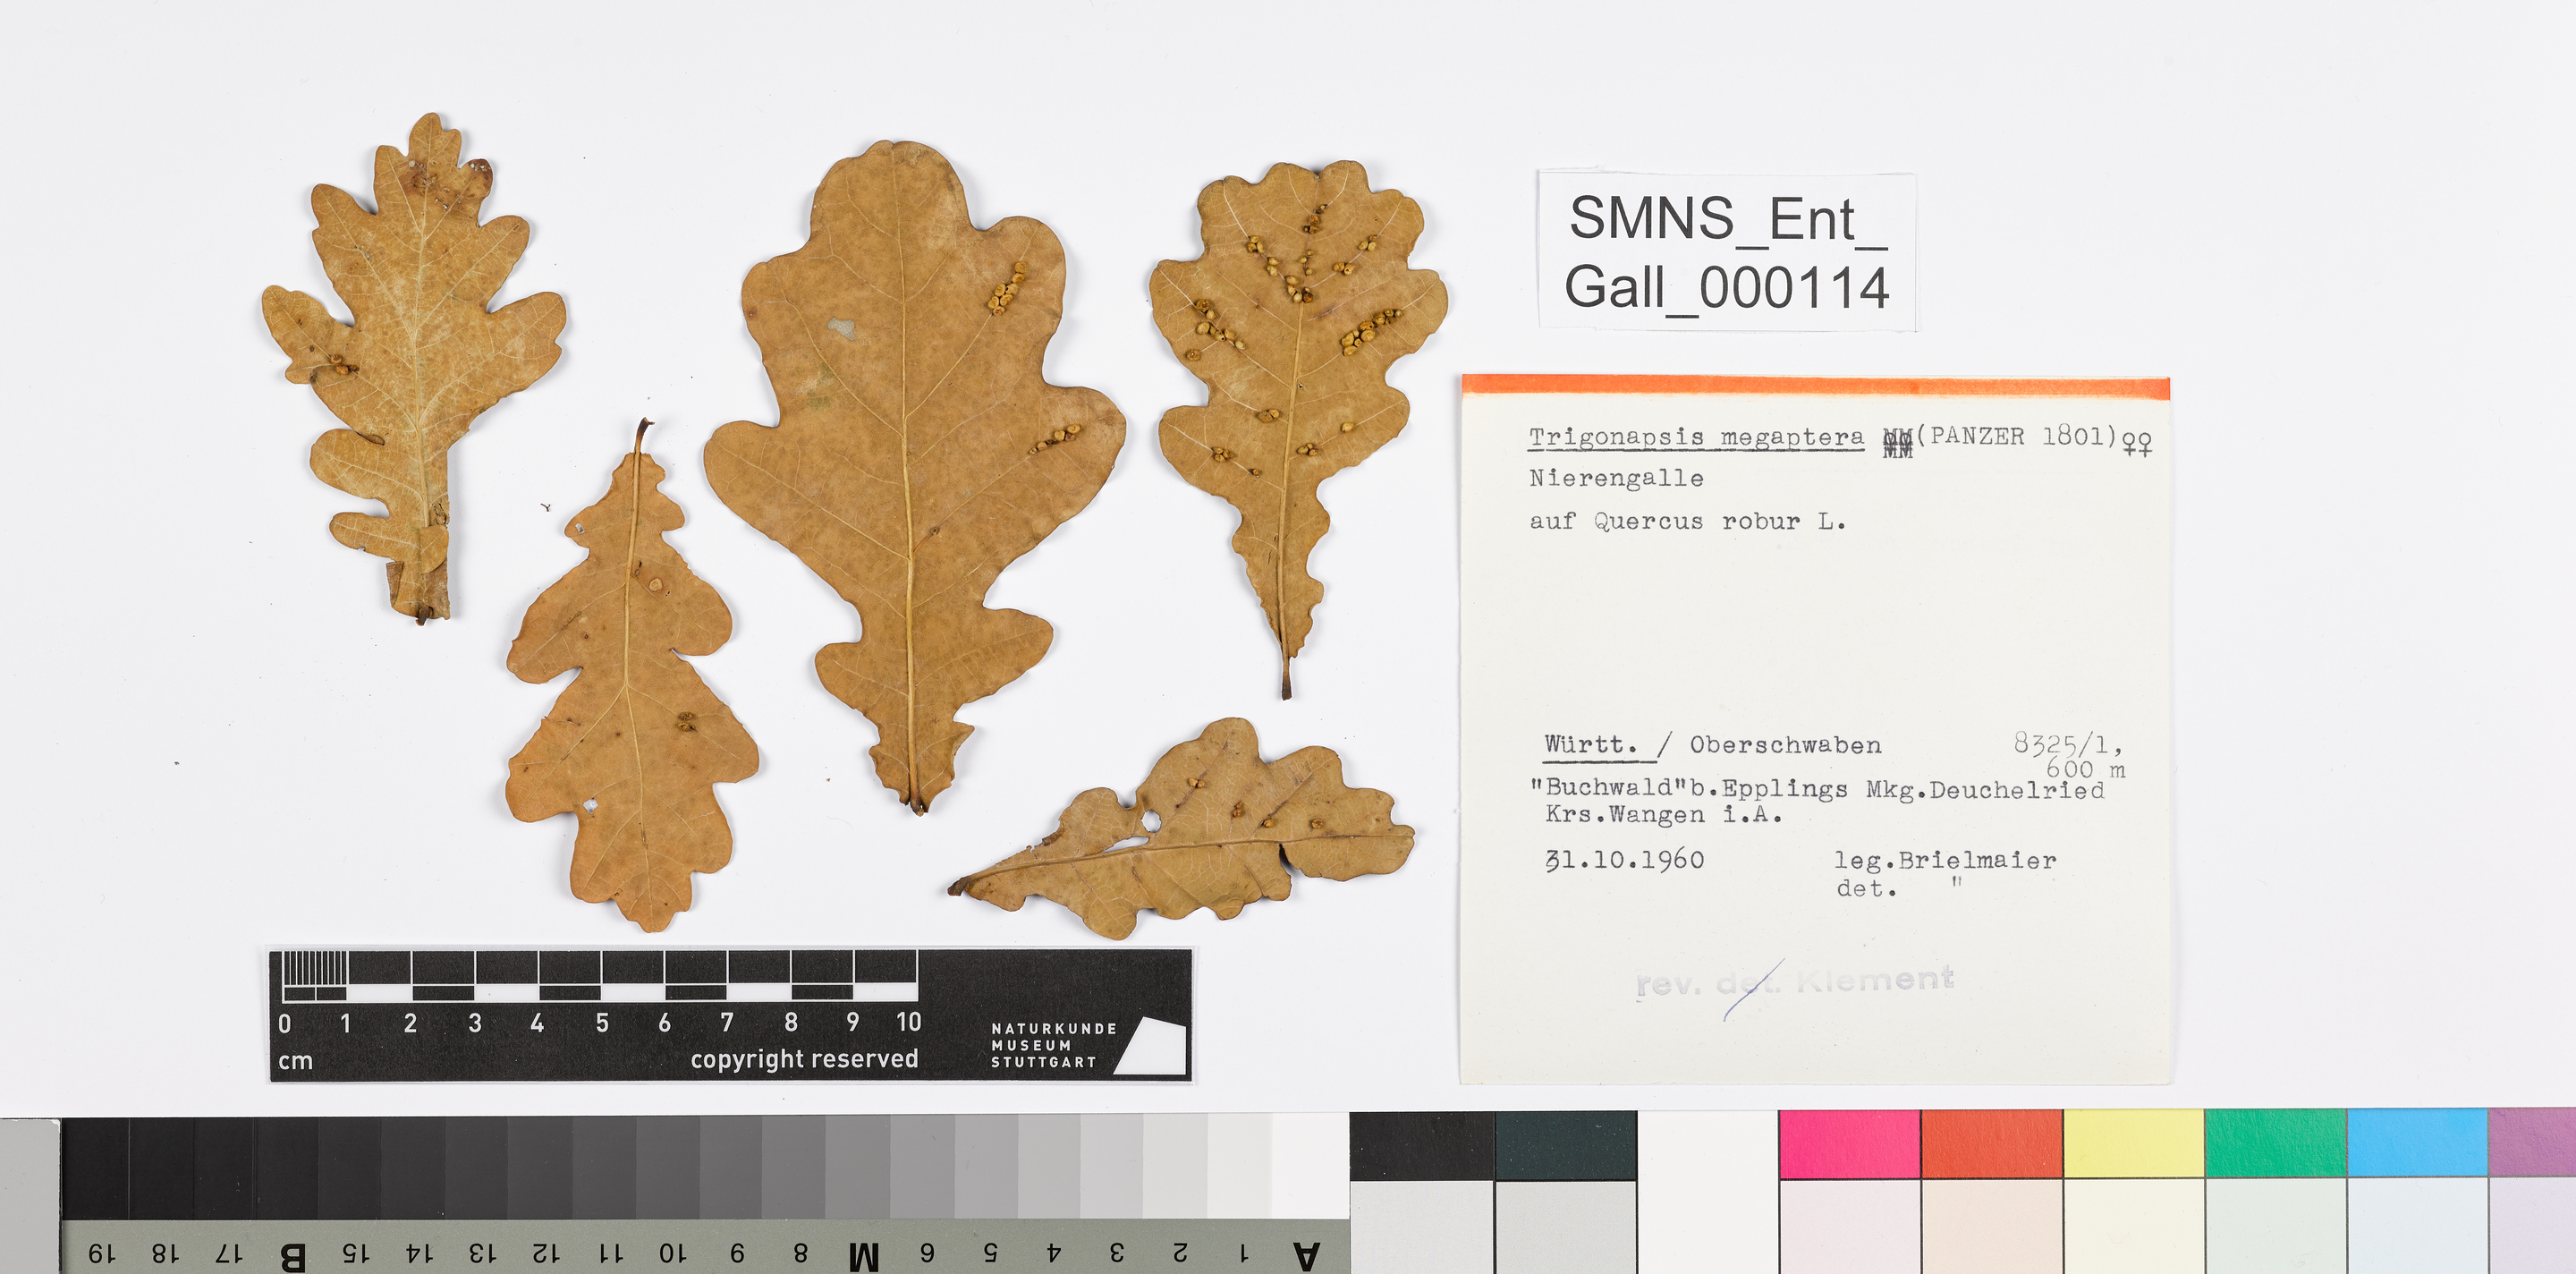 SMNS_Ent_
Gall_000114
Trigonapsis megaptera (PANZER 1801)♀♀
Nierengalle
auf Quercus robur L.
Württ. / Oberschwaben 8325/1,
600 m
"Buchwald"b.Epplings Mkg.Deuchelried
Krs.Wangen i.A.
31.10.1960 leg.Brielmaier
det. "
rev. det. Klement
0 1 2 3 4 5 6 7 8 9 10
cm copyright reserved
NATURKUNDE
MUSEUM
STUTTGART
19 18 17 B 15 14 13 12 11 10 9 8 M 6 5 4 3 2 1 A